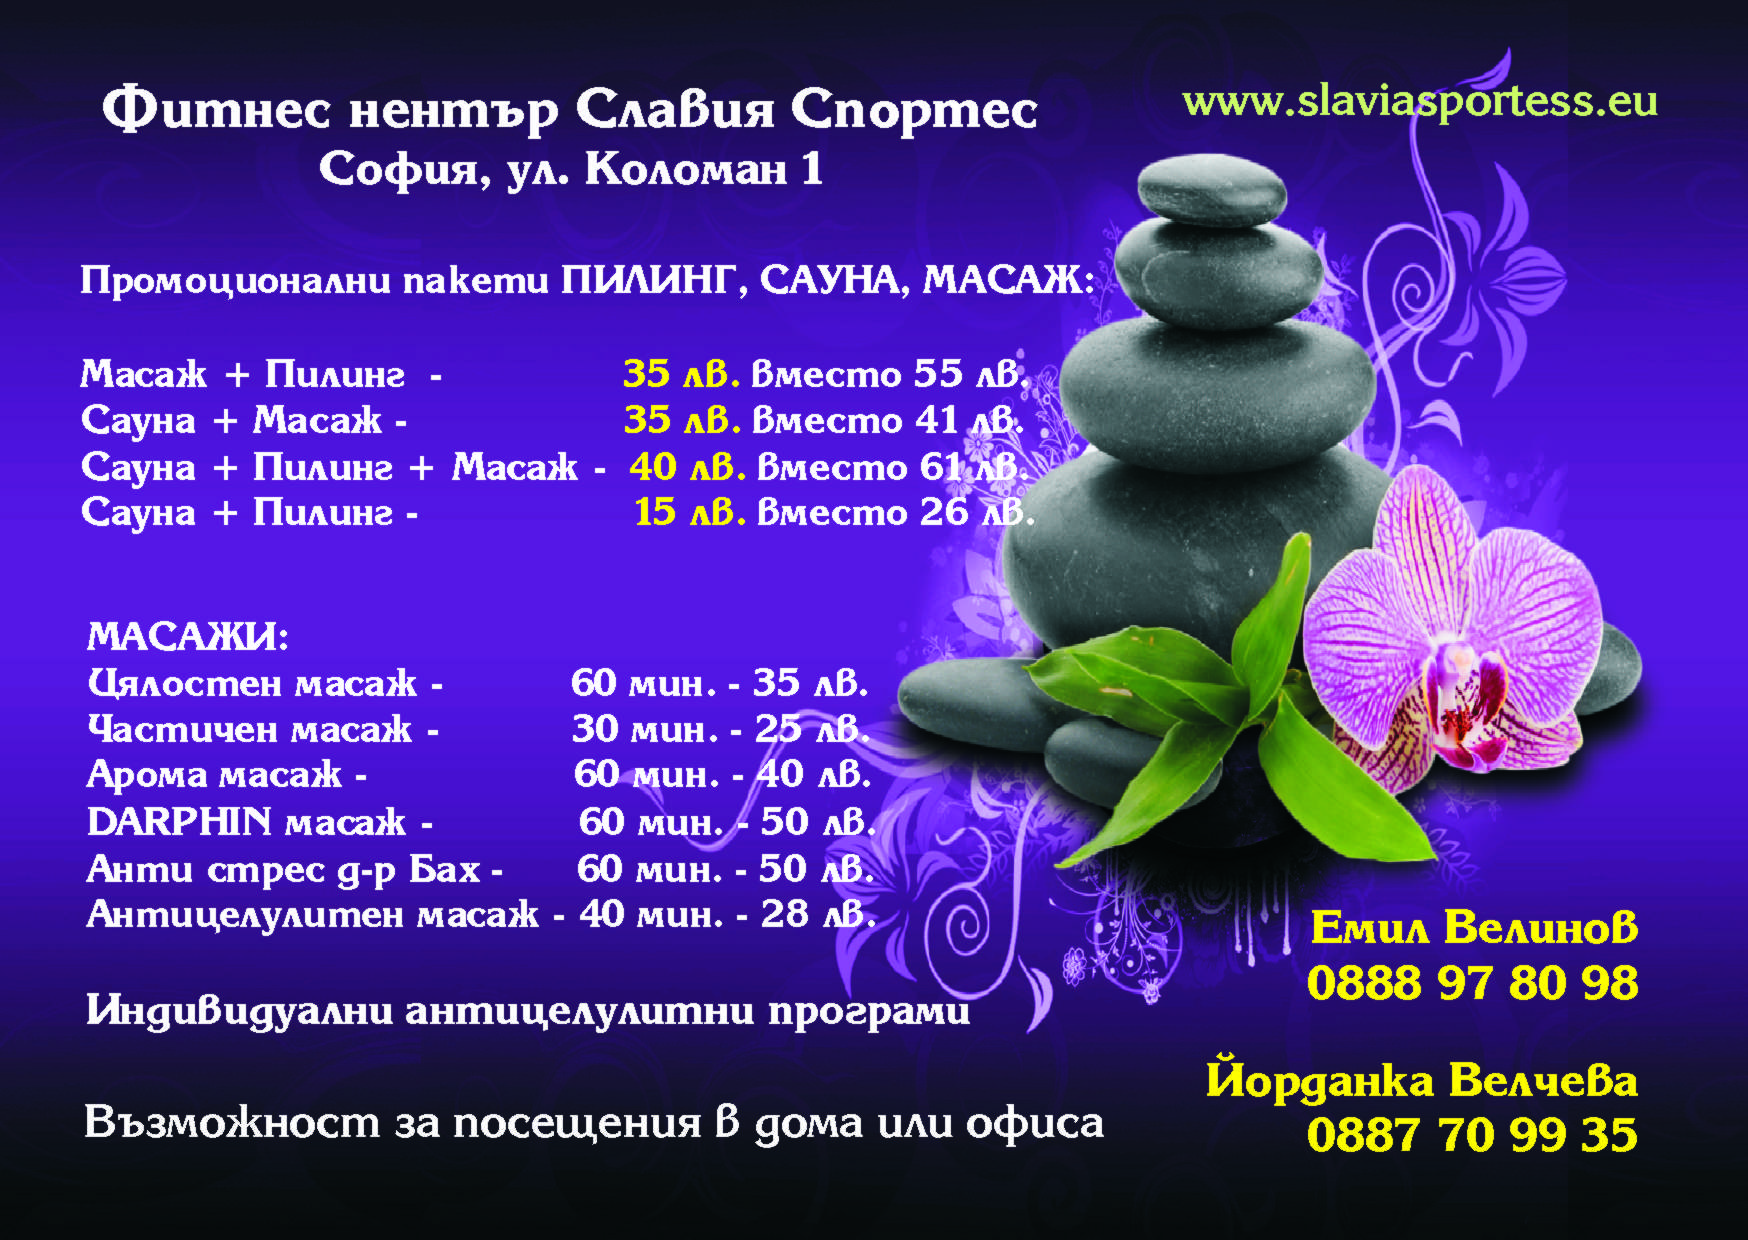 Фитнес нентър Славия Спортес
София, ул. Коломан 1
www.slaviasportess.eu
Промоционални пакети ПИЛИНГ, САУНА, МАСАЖ:
Масаж + Пилинг - 35 лв. вместо 55 лв.
Сауна + Масаж - 35 лв. вместо 41 лв.
Сауна + Пилинг + Масаж - 40 лв. вместо 61 лв.
Сауна + Пилинг - 15 лв. вместо 26 лв.
МАСАЖИ:
Цялостен масаж - 60 мин. - 35 лв.
Частичен масаж - 30 мин. - 25 лв.
Арома масаж - 60 мин. - 40 лв.
DARPHIN масаж - 60 мин. - 50 лв.
Анти стрес д-р Бах - 60 мин. - 50 лв.
Антицелулитен масаж - 40 мин. - 28 лв.
Индивидуални антицелулитни програми
Възможност за посещения в дома или офиса
Емил Велинов
0888 97 80 98
Йорданка Велчева
0887 70 99 35